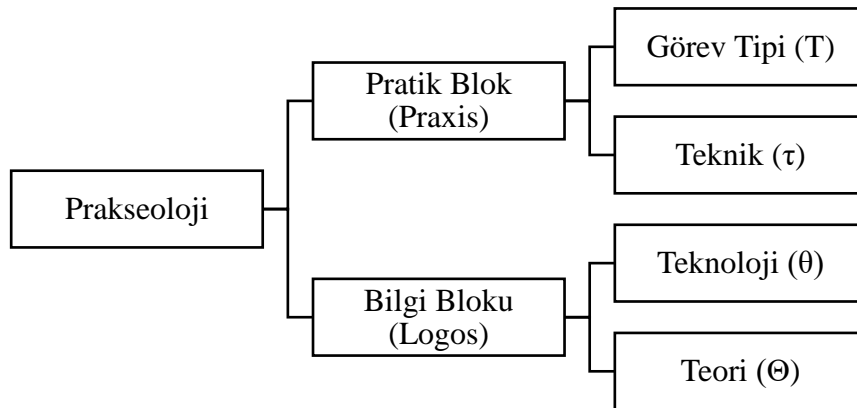 Prakseoloji
Pratik Blok
(Praxis)
Görev Tipi (T)
Teknik (τ)
Bilgi Bloku
(Logos)
Teknoloji (θ)
Teori (Θ)